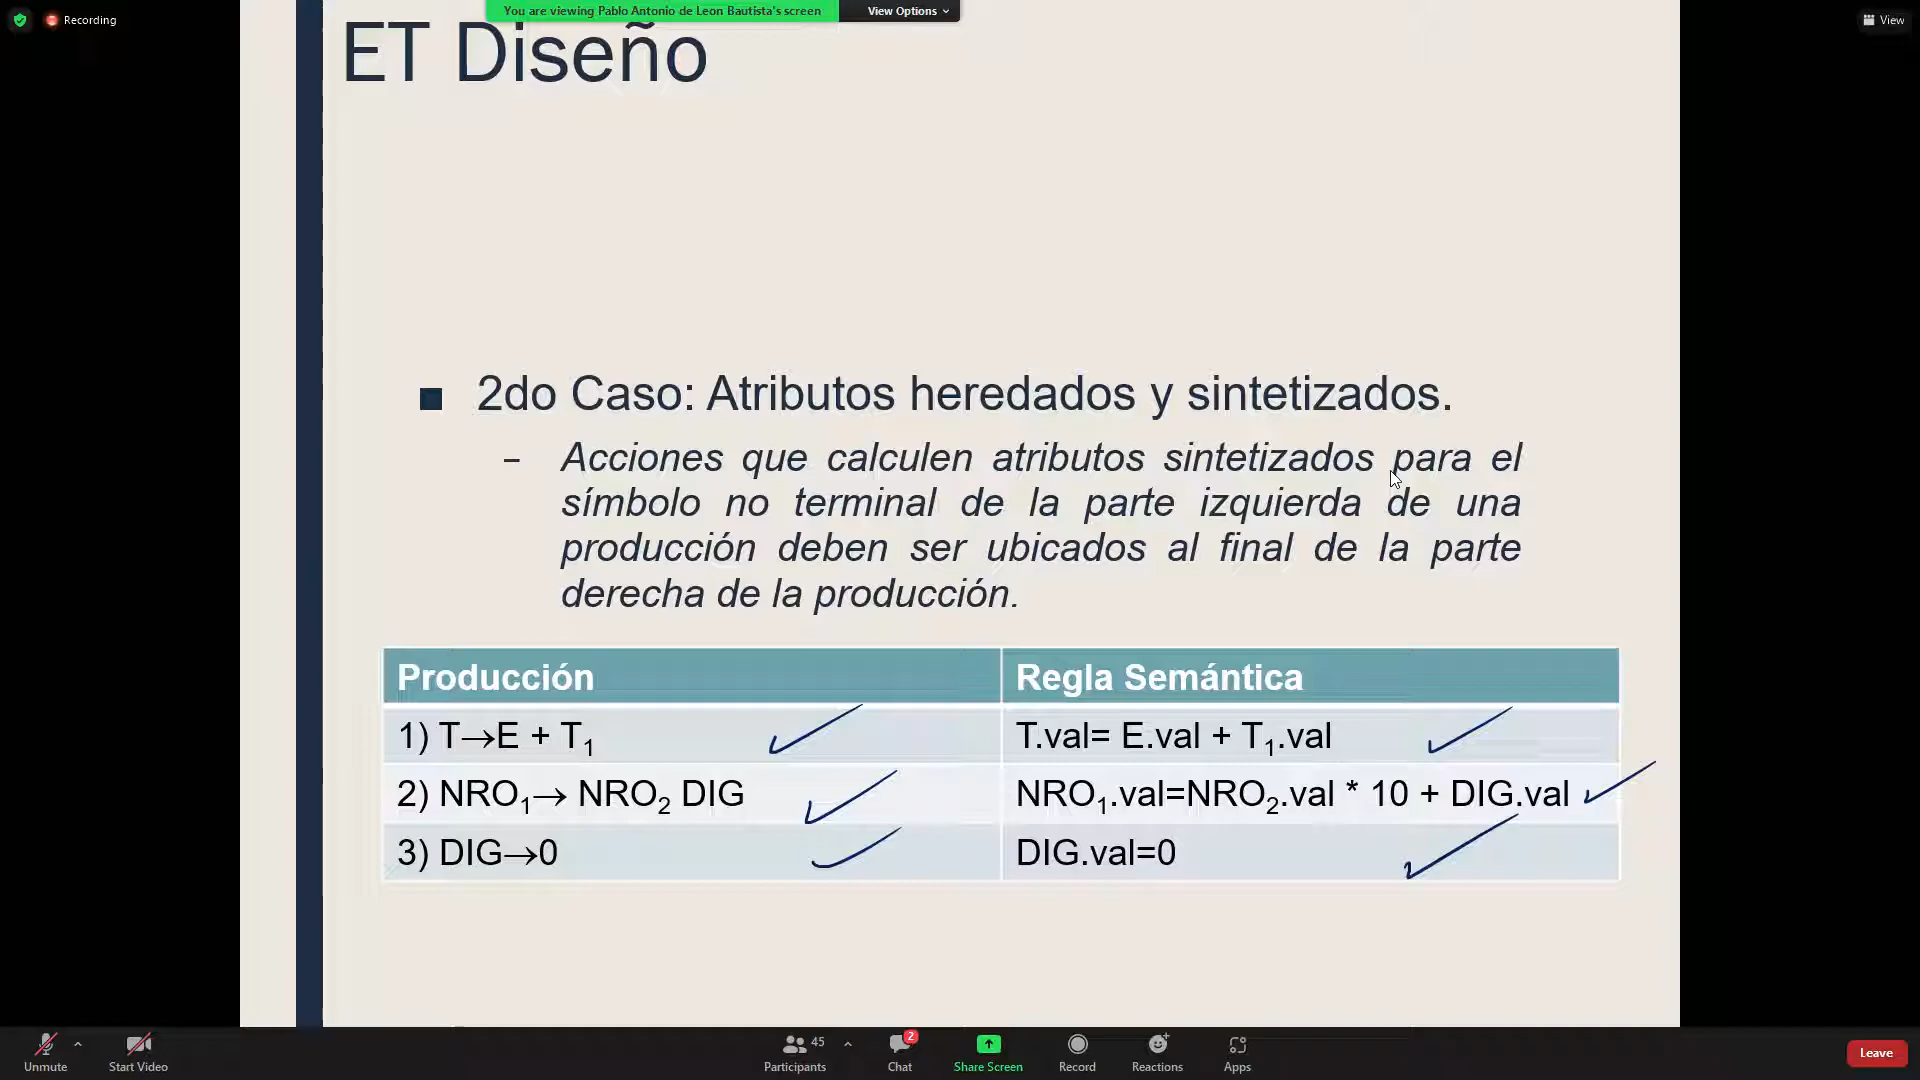 You are viewing Pablo Antonio de Leon Bautista's screen
View Options
Recording
View
ET Diseño
2do Caso: Atributos heredados y sintetizados.
– Acciones que calculen atributos sintetizados para el
símbolo no terminal de la parte izquierda de una
producción deben ser ubicados al final de la parte
derecha de la producción.
Producción Regla Semántica
1) T→E + T₁ T.val= E.val + T₁.val
2) NRO₁→ NRO₂ DIG NRO₁.val=NRO₂.val * 10 + DIG.val
3) DIG→0 DIG.val=0
45
2
Unmute
Start Video
Participants
Chat
Share Screen
Record
Reactions
Apps
Leave